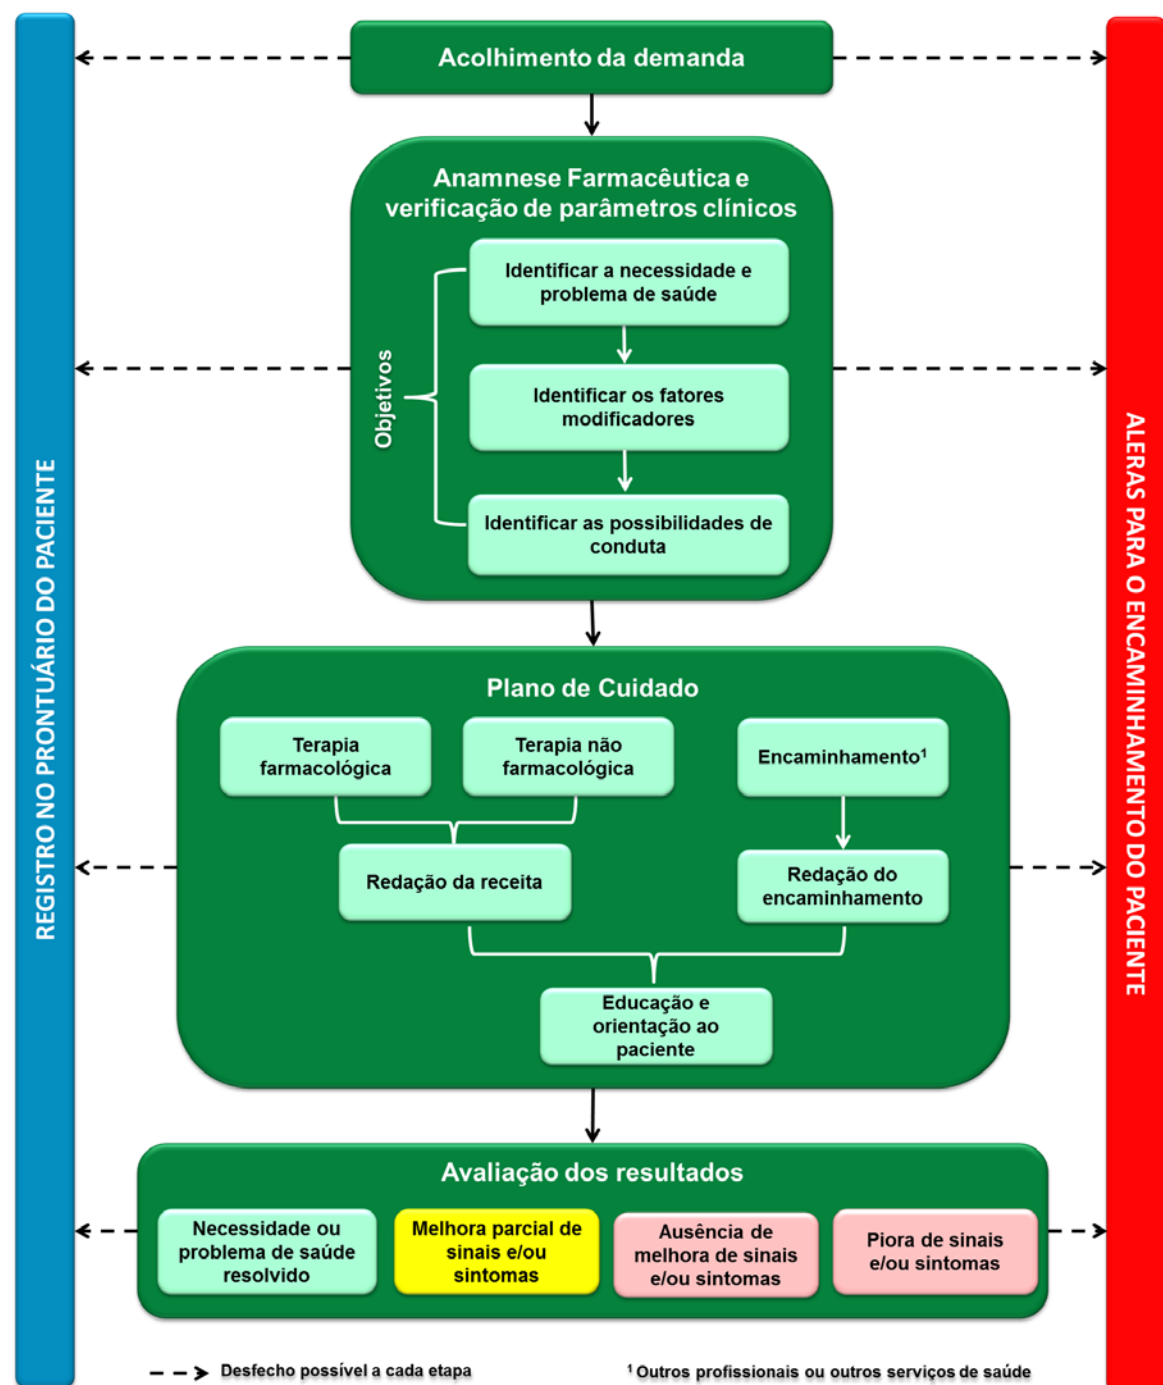 Acolhimento da demanda
Anamnese Farmacêutica e
verificação de parâmetros clínicos
Objetivos
Identificar a necessidade e
problema de saúde
Identificar os fatores
modificadores
Identificar as possibilidades de
conduta
REGISTRO NO PRONTUÁRIO DO PACIENTE
ALERAS PARA O ENCAMINHAMENTO DO PACIENTE
Plano de Cuidado
Terapia
farmacológica
Terapia não
farmacológica
Encaminhamento¹
Redação da receita
Redação do
encaminhamento
Educação e
orientação ao
paciente
Avaliação dos resultados
Necessidade ou
problema de saúde
resolvido
Melhora parcial de
sinais e/ou
sintomas
Ausência de
melhora de sinais
e/ou sintomas
Piora de sinais
e/ou sintomas
Desfecho possível a cada etapa
¹ Outros profissionais ou outros serviços de saúde